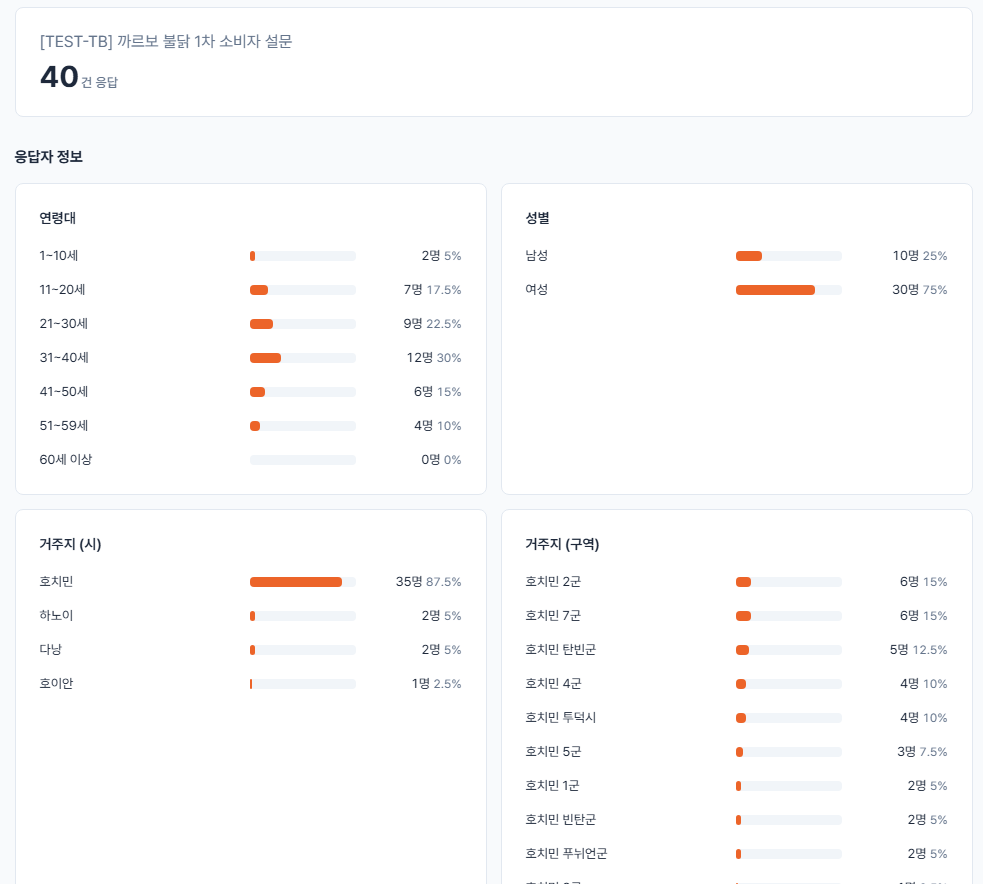 [TEST-TB] 까르보 불닭 1차 소비자 설문
40건 응답
응답자 정보
연령대
1~10세 2명 5%
11~20세 7명 17.5%
21~30세 9명 22.5%
31~40세 12명 30%
41~50세 6명 15%
51~59세 4명 10%
60세 이상 0명 0%
성별
남성 10명 25%
여성 30명 75%
거주지 (시)
호치민 35명 87.5%
하노이 2명 5%
다낭 2명 5%
호이안 1명 2.5%
거주지 (구역)
호치민 2군 6명 15%
호치민 7군 6명 15%
호치민 탄빈군 5명 12.5%
호치민 4군 4명 10%
호치민 투덕시 4명 10%
호치민 5군 3명 7.5%
호치민 1군 2명 5%
호치민 빈탄군 2명 5%
호치민 푸뉘언군 2명 5%